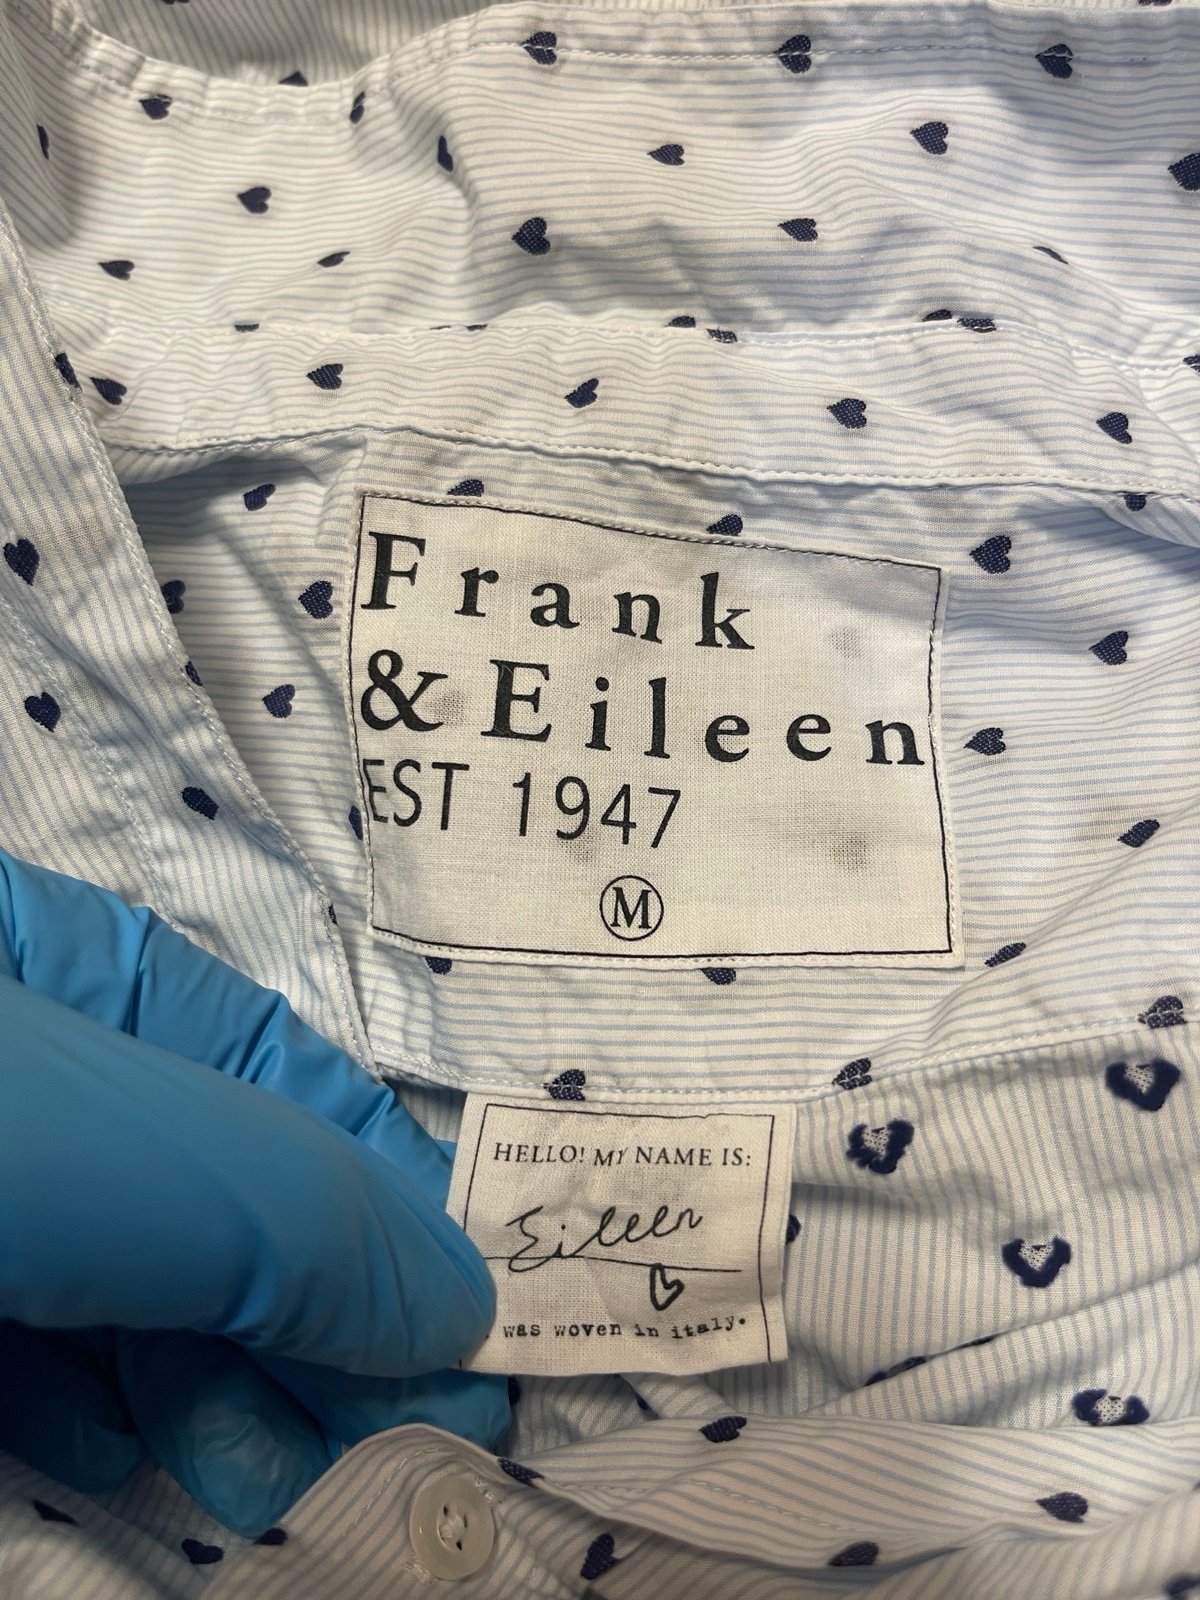 Frank
& Eileen
EST 1947
M
HELLO! MY NAME IS:
Eileen
was woven in italy.